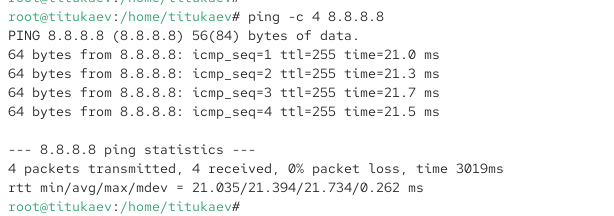 root@titukaev:/home/titukaev# ping -c 4 8.8.8.8
PING 8.8.8.8 (8.8.8.8) 56(84) bytes of data.
64 bytes from 8.8.8.8: icmp_seq=1 ttl=255 time=21.0 ms
64 bytes from 8.8.8.8: icmp_seq=2 ttl=255 time=21.3 ms
64 bytes from 8.8.8.8: icmp_seq=3 ttl=255 time=21.7 ms
64 bytes from 8.8.8.8: icmp_seq=4 ttl=255 time=21.5 ms

--- 8.8.8.8 ping statistics ---
4 packets transmitted, 4 received, 0% packet loss, time 3019ms
rtt min/avg/max/mdev = 21.035/21.394/21.734/0.262 ms
root@titukaev:/home/titukaev#